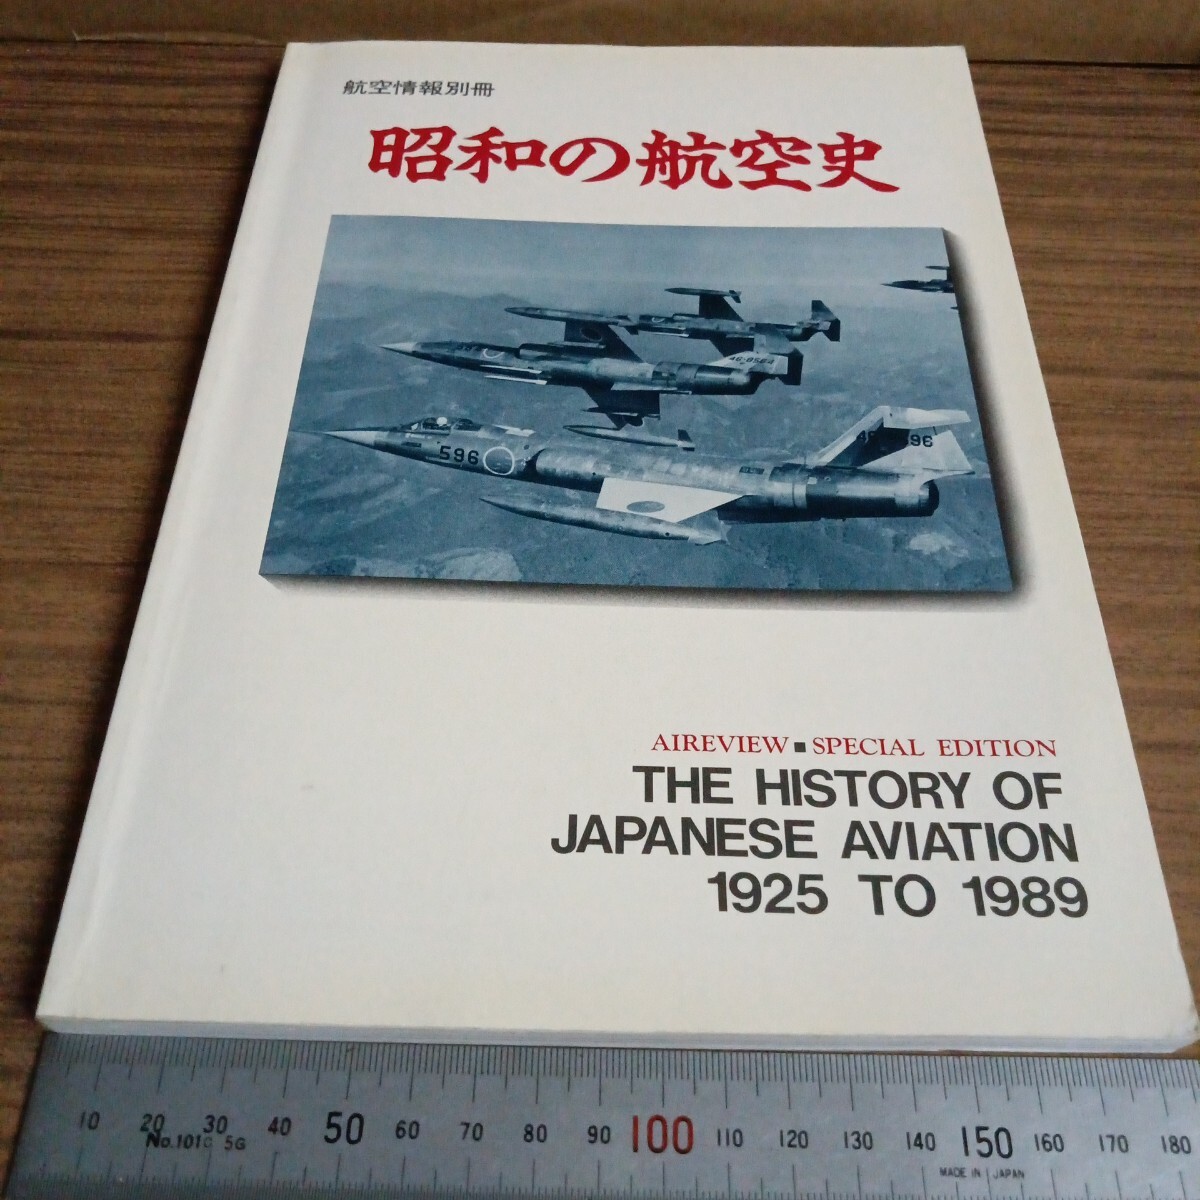 航空情報別冊
昭和の航空史
46-8564
596
AIREVIEW ■ SPECIAL EDITION
THE HISTORY OF
JAPANESE AVIATION
1925 TO 1989
10 20 30 40 50 60 70 80 90 100 110 120 130 140 150 160 170 180
No.101C 5G
MADE IN JAPAN